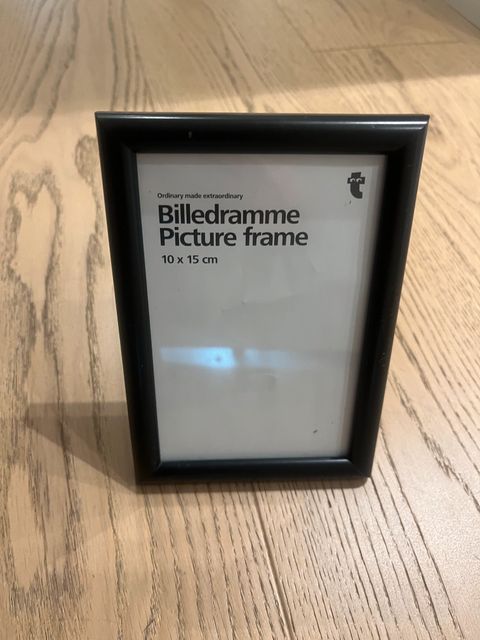 Ordinary made extraordinary
Billedramme
Picture frame
10 x 15 cm